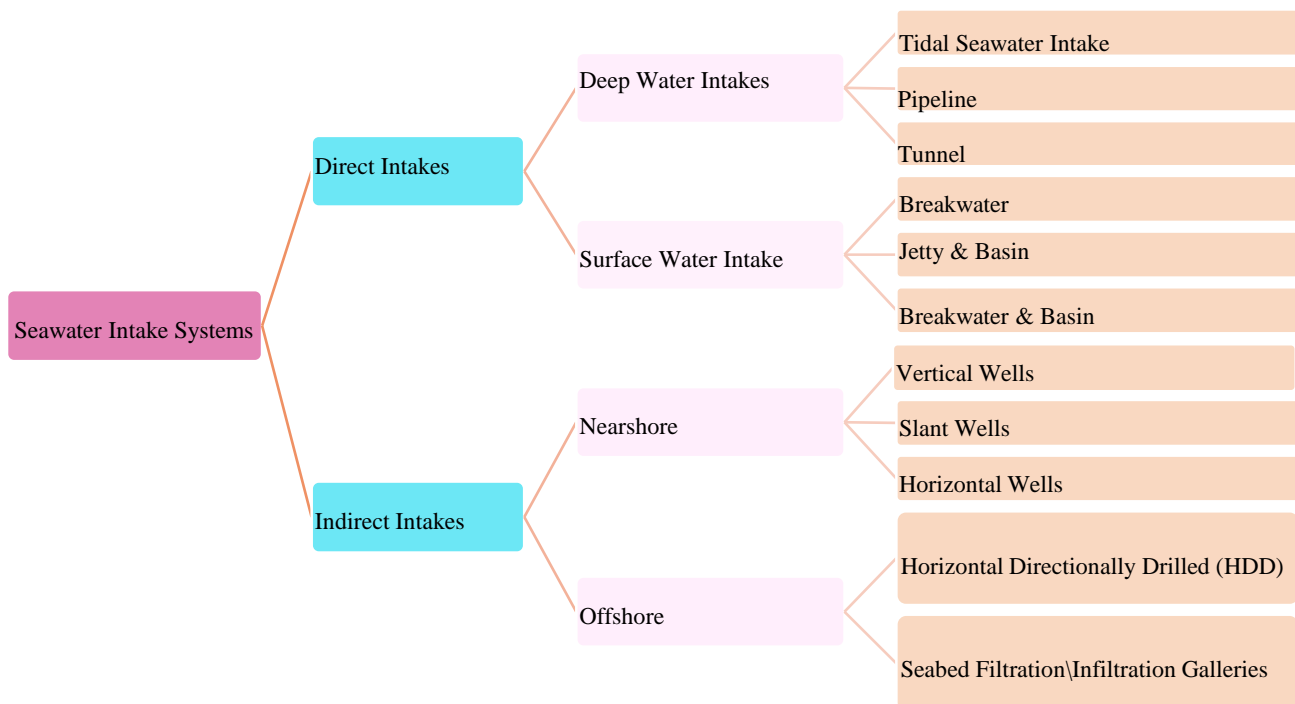 Seawater Intake Systems
Direct Intakes
Deep Water Intakes
Tidal Seawater Intake
Pipeline
Tunnel
Surface Water Intake
Breakwater
Jetty & Basin
Breakwater & Basin
Indirect Intakes
Nearshore
Vertical Wells
Slant Wells
Horizontal Wells
Offshore
Horizontal Directionally Drilled (HDD)
Seabed Filtration\Infiltration Galleries